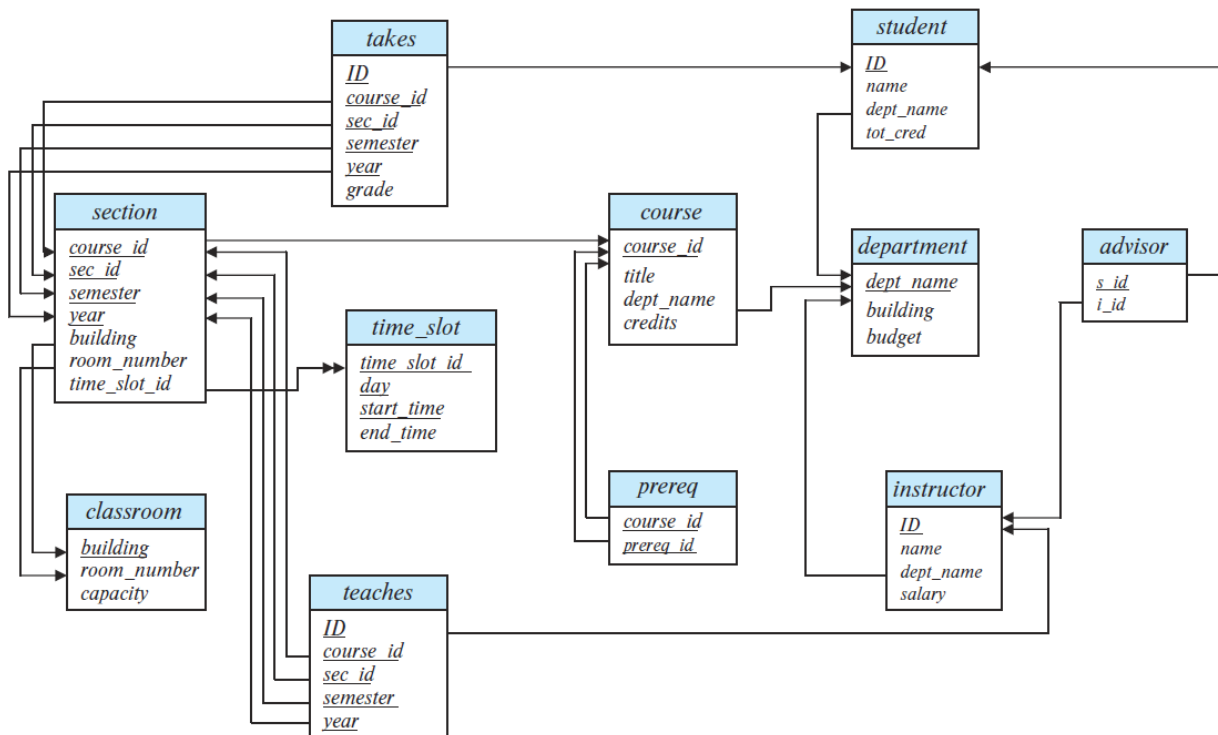 takes
ID
course_id
sec_id
semester
year
grade
student
ID
name
dept_name
tot_cred
section
course_id
sec_id
semester
year
building
room_number
time_slot_id
course
course_id
title
dept_name
credits
department
dept_name
building
budget
advisor
s_id
i_id
time_slot
time_slot_id
day
start_time
end_time
prereq
course_id
prereq_id
instructor
ID
name
dept_name
salary
classroom
building
room_number
capacity
teaches
ID
course_id
sec_id
semester
year